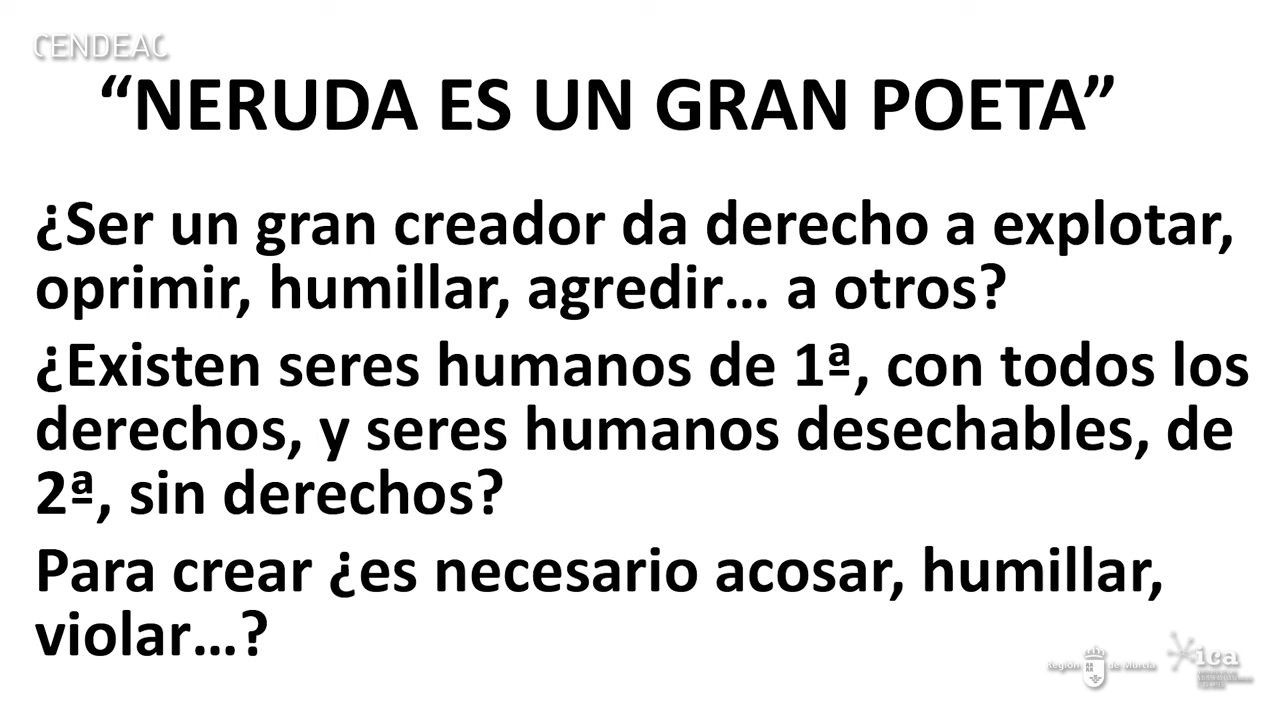 CENDEAC
“NERUDA ES UN GRAN POETA”
¿Ser un gran creador da derecho a explotar,
oprimir, humillar, agredir… a otros?
¿Existen seres humanos de 1ª, con todos los
derechos, y seres humanos desechables, de
2ª, sin derechos?
Para crear ¿es necesario acosar, humillar,
violar…?
Región de Murcia
ica